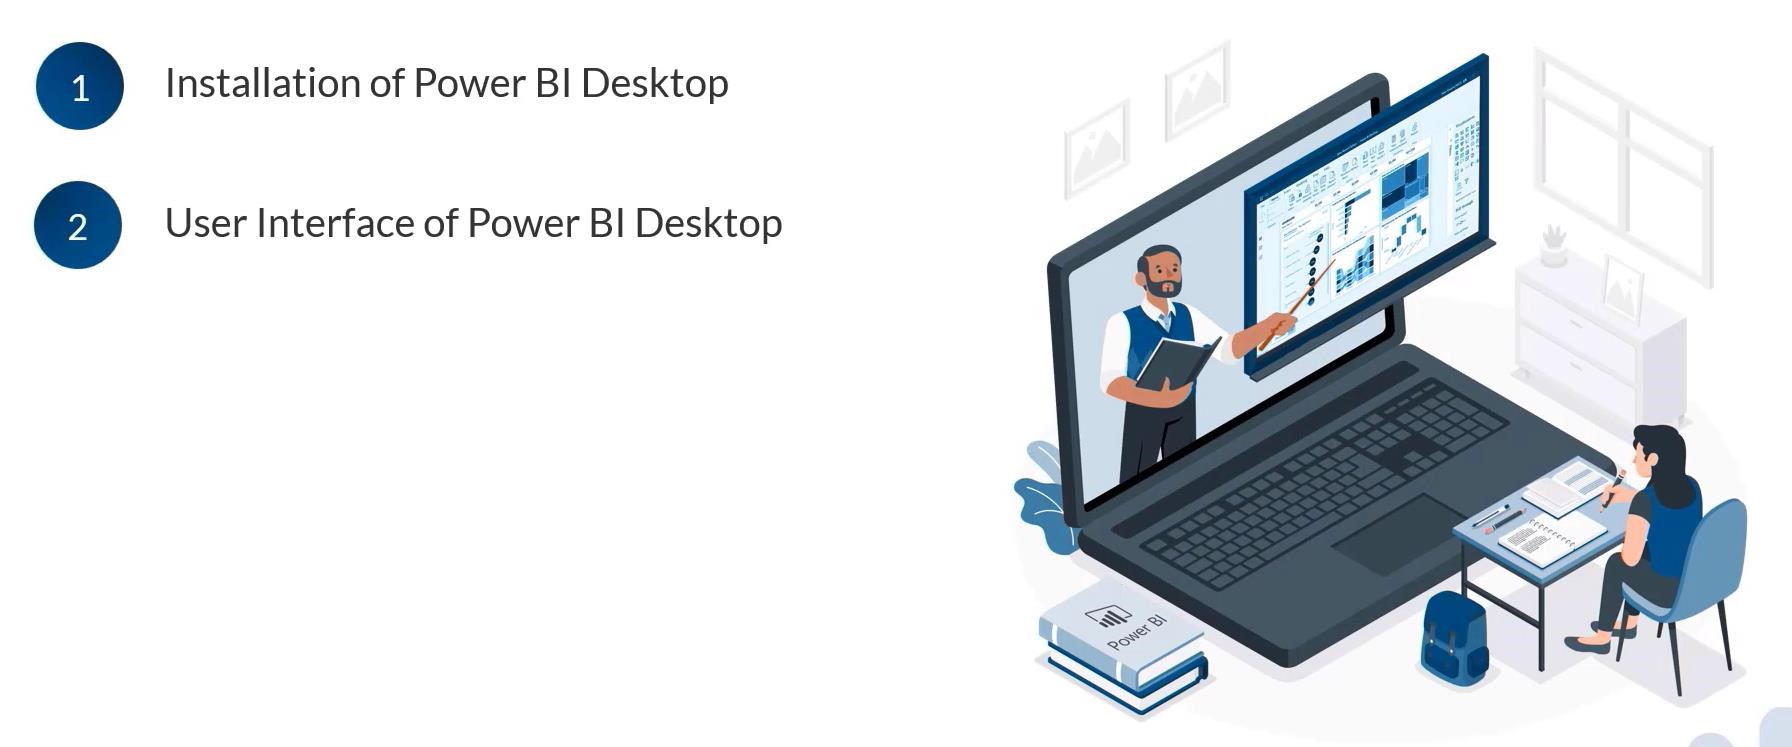 1
Installation of Power BI Desktop
2
User Interface of Power BI Desktop
Power BI